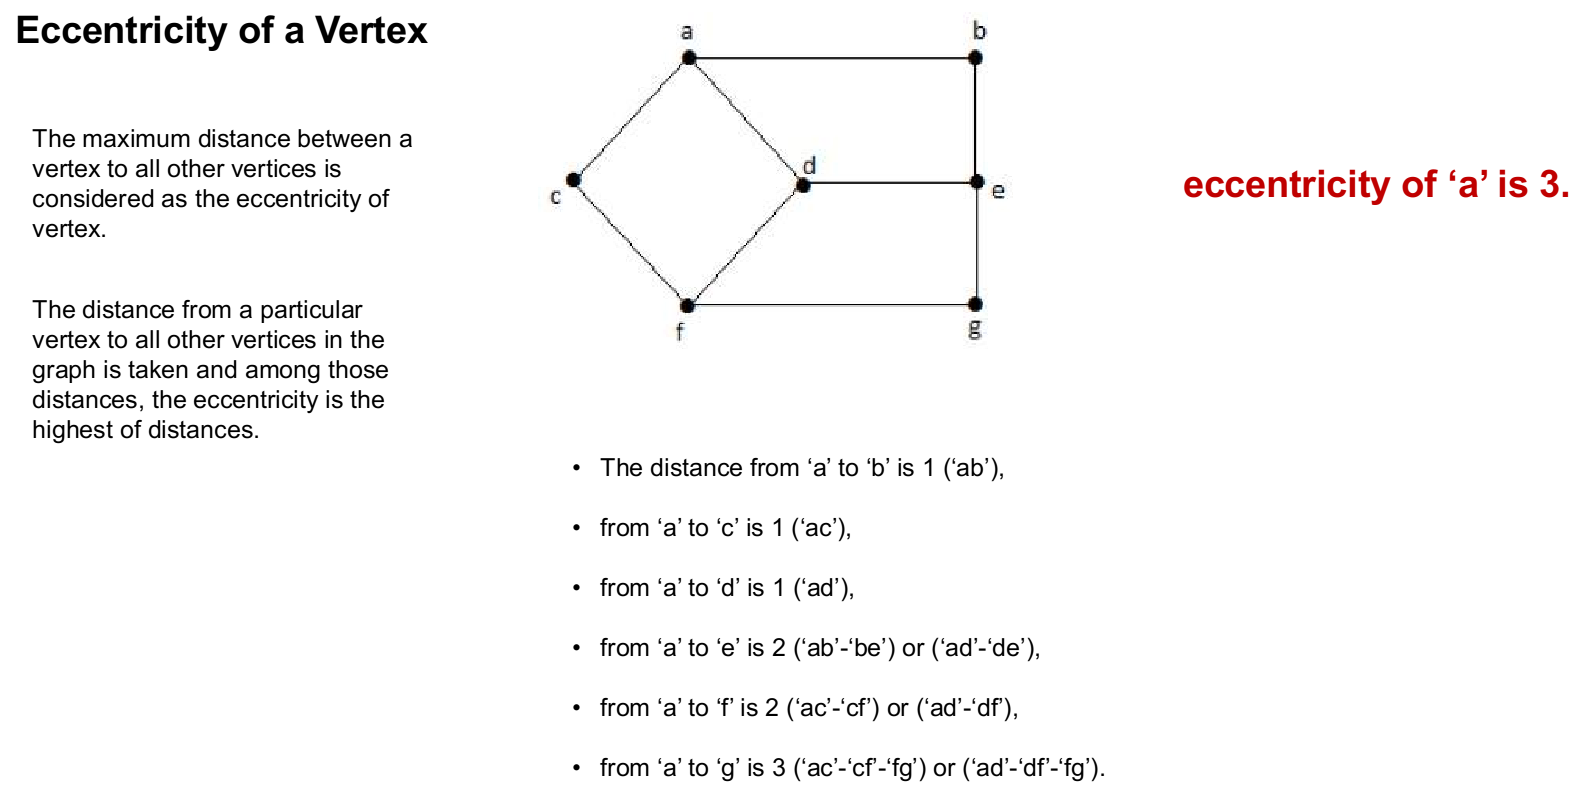 Eccentricity of a Vertex
The maximum distance between a
vertex to all other vertices is
considered as the eccentricity of
vertex.
The distance from a particular
vertex to all other vertices in the
graph is taken and among those
distances, the eccentricity is the
highest of distances.
a
b
c
d
e
f
g
eccentricity of ‘a’ is 3.
• The distance from ‘a’ to ‘b’ is 1 (‘ab’),
• from ‘a’ to ‘c’ is 1 (‘ac’),
• from ‘a’ to ‘d’ is 1 (‘ad’),
• from ‘a’ to ‘e’ is 2 (‘ab’-‘be’) or (‘ad’-‘de’),
• from ‘a’ to ‘f’ is 2 (‘ac’-‘cf’) or (‘ad’-‘df’),
• from ‘a’ to ‘g’ is 3 (‘ac’-‘cf’-‘fg’) or (‘ad’-‘df’-‘fg’).